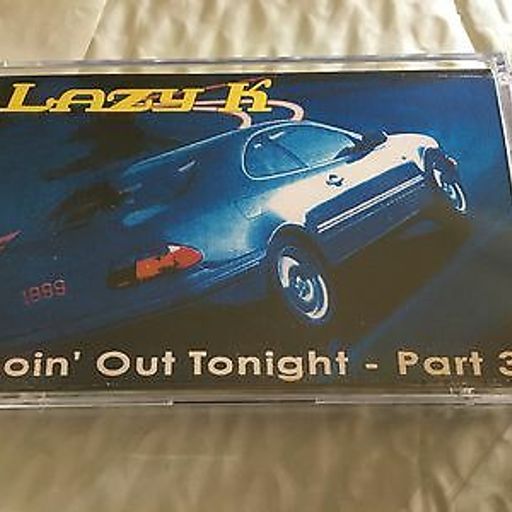 LAZY K
1999
oin' Out Tonight - Part 3